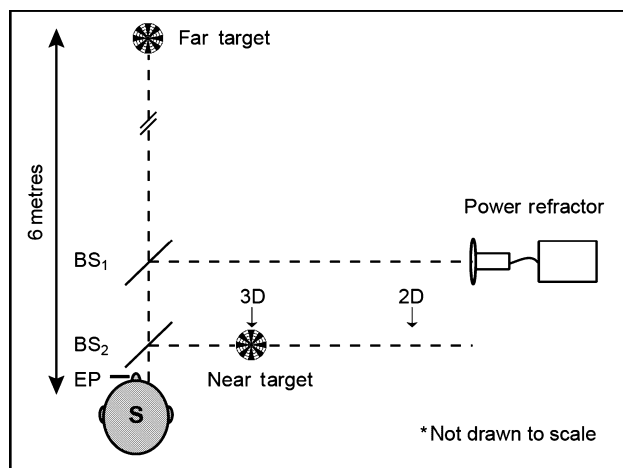 Far target
6 metres
Power refractor
BS1
3D
2D
BS2
Near target
EP
S
*Not drawn to scale